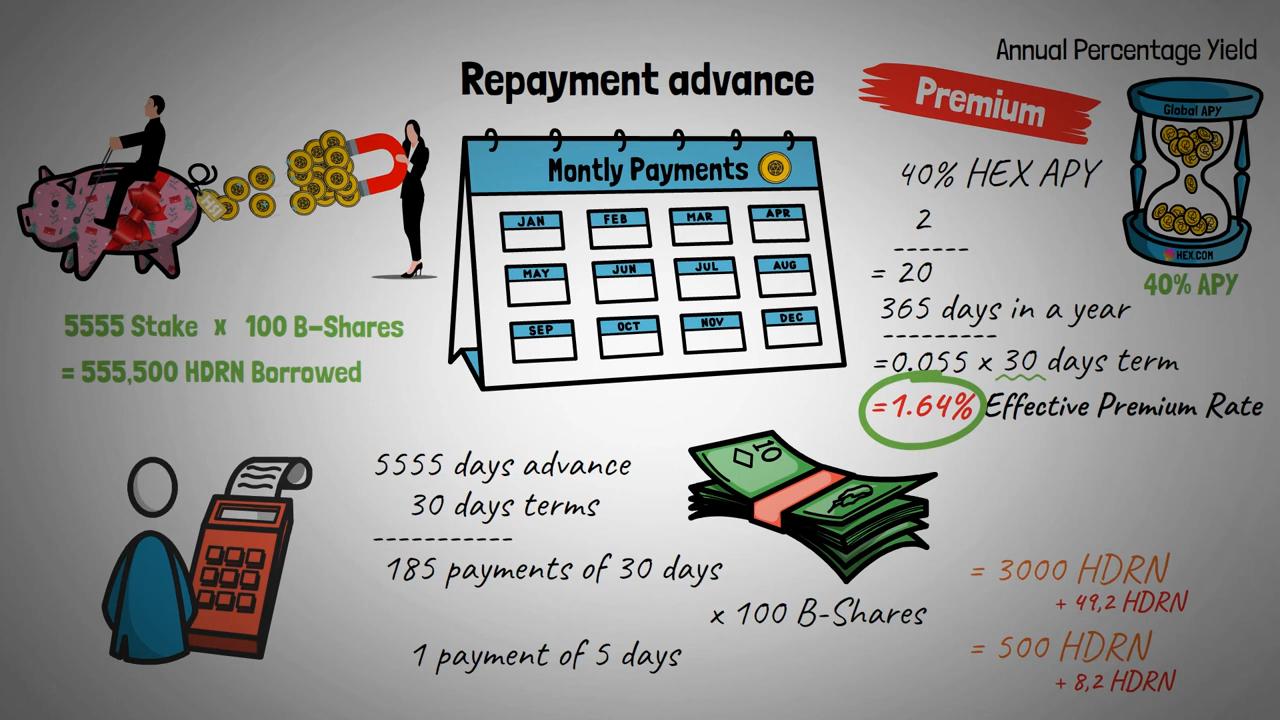 Annual Percentage Yield
Repayment advance
Premium
Global APY
HEX.COM
40% APY
Montly Payments
JAN FEB MAR APR
MAY JUN JUL AUG
SEP OCT NOV DEC
40% HEX APY
2
-----
= 20
365 days in a year
--------
=0.055 x 30 days term
=1.64% Effective Premium Rate
5555 Stake x 100 B-Shares
= 555,500 HDRN Borrowed
5555 days advance
30 days terms
-----------
185 payments of 30 days
x 100 B-Shares
1 payment of 5 days
10
= 3000 HDRN
+ 49,2 HDRN
= 500 HDRN
+ 8,2 HDRN